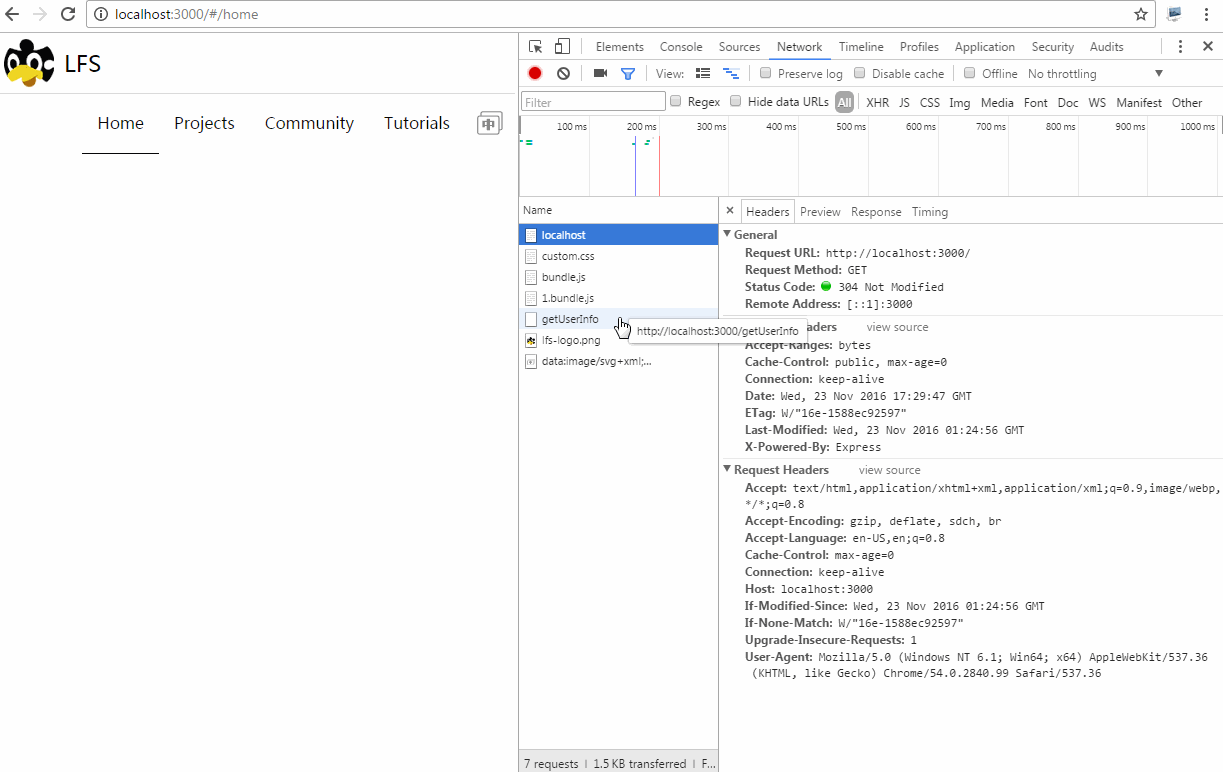 localhost:3000/#/home
LFS
Home Projects Community Tutorials 中
Elements Console Sources Network Timeline Profiles Application Security Audits
View: Preserve log Disable cache Offline No throttling
Filter Regex Hide data URLs All XHR JS CSS Img Media Font Doc WS Manifest Other
100 ms 200 ms 300 ms 400 ms 500 ms 600 ms 700 ms 800 ms 900 ms 1000 ms
Name
localhost
custom.css
bundle.js
1.bundle.js
getUserInfo
lfs-logo.png
data:image/svg+xml;...
7 requests | 1.5 KB transferred | F...
× Headers Preview Response Timing
General
Request URL: http://localhost:3000/
Request Method: GET
Status Code: 304 Not Modified
Remote Address: [::1]:3000
http://localhost:3000/getUserInfo
view source
Accept-Ranges: bytes
Cache-Control: public, max-age=0
Connection: keep-alive
Date: Wed, 23 Nov 2016 17:29:47 GMT
ETag: W/"16e-1588ec92597"
Last-Modified: Wed, 23 Nov 2016 01:24:56 GMT
X-Powered-By: Express
Request Headers view source
Accept: text/html,application/xhtml+xml,application/xml;q=0.9,image/webp,
*/*;q=0.8
Accept-Encoding: gzip, deflate, sdch, br
Accept-Language: en-US,en;q=0.8
Cache-Control: max-age=0
Connection: keep-alive
Host: localhost:3000
If-Modified-Since: Wed, 23 Nov 2016 01:24:56 GMT
If-None-Match: W/"16e-1588ec92597"
Upgrade-Insecure-Requests: 1
User-Agent: Mozilla/5.0 (Windows NT 6.1; Win64; x64) AppleWebKit/537.36
(KHTML, like Gecko) Chrome/54.0.2840.99 Safari/537.36